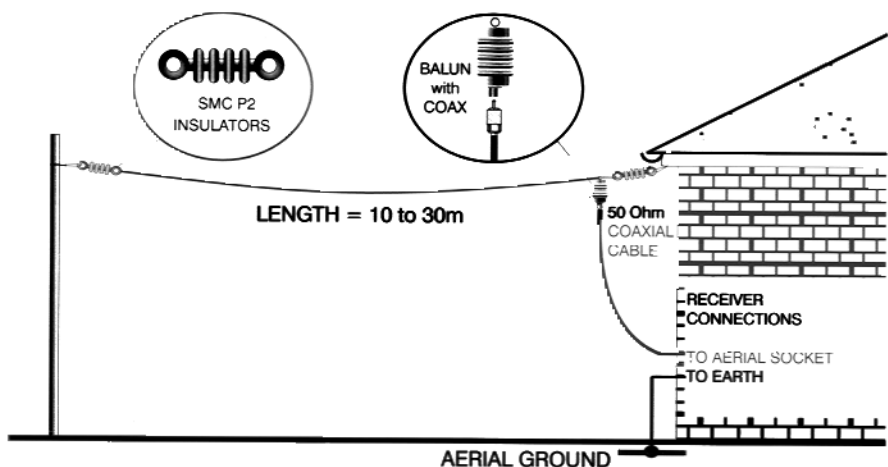 SMC P2
INSULATORS
BALUN
with
COAX
LENGTH = 10 to 30m
50 Ohm
COAXIAL
CABLE
RECEIVER
CONNECTIONS
TO AERIAL SOCKET
TO EARTH
AERIAL GROUND